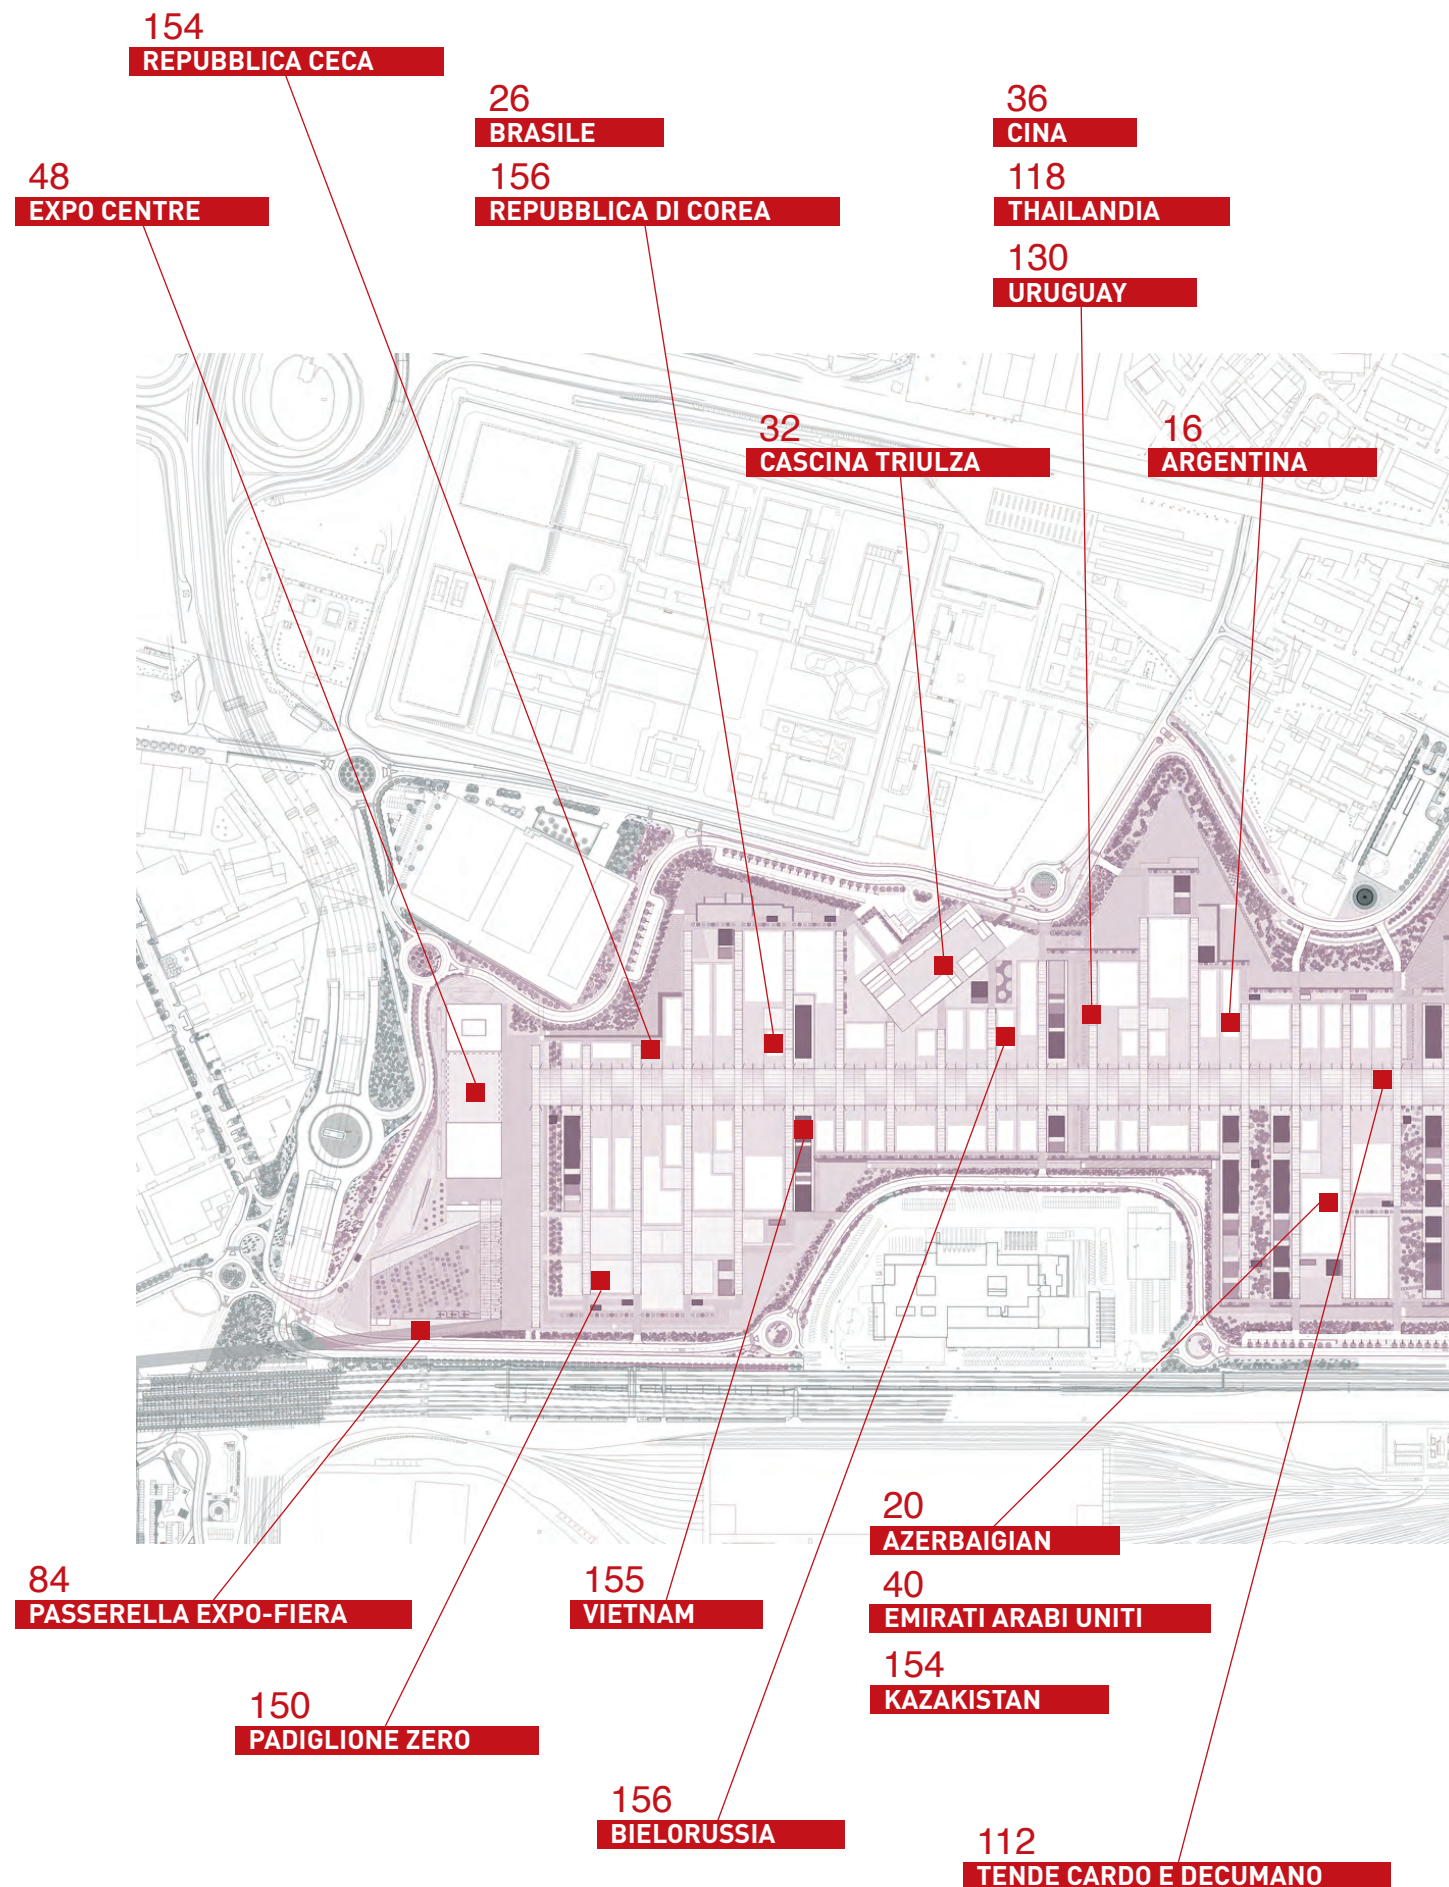 154
REPUBBLICA CECA
26
BRASILE
36
CINA
48
EXPO CENTRE
156
REPUBBLICA DI COREA
118
THAILANDIA
130
URUGUAY
32
CASCINA TRIULZA
16
ARGENTINA
20
AZERBAIGIAN
84
PASSERELLA EXPO-FIERA
155
VIETNAM
40
EMIRATI ARABI UNITI
154
KAZAKISTAN
150
PADIGLIONE ZERO
156
BIELORUSSIA
112
TENDE CARDO E DECUMANO